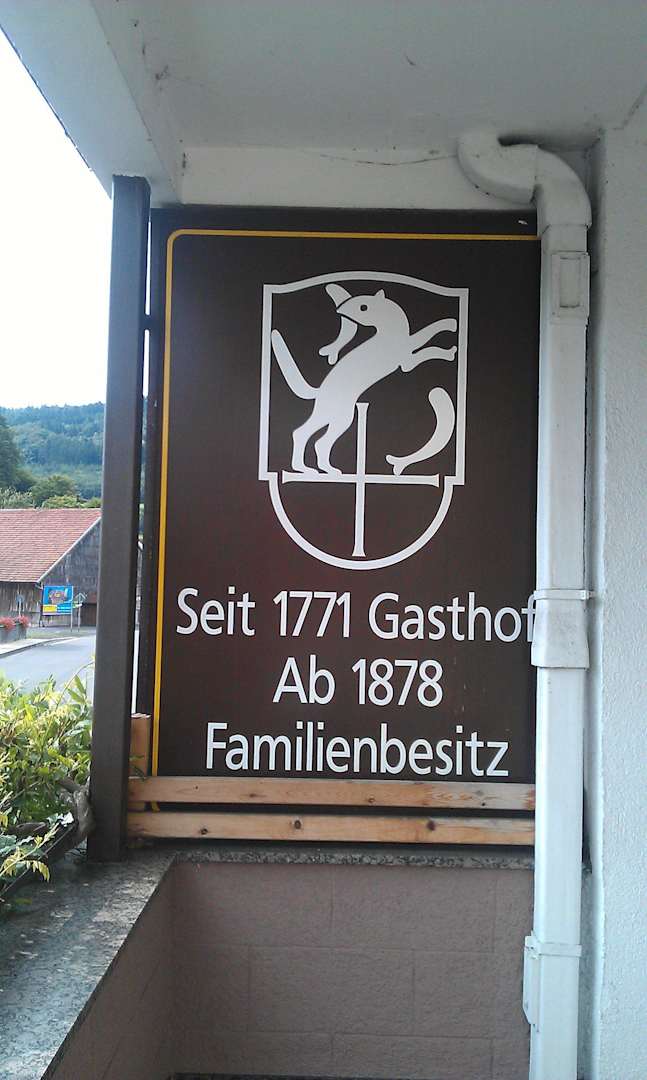 Seit 1771 Gasthof
Ab 1878
Familienbesitz